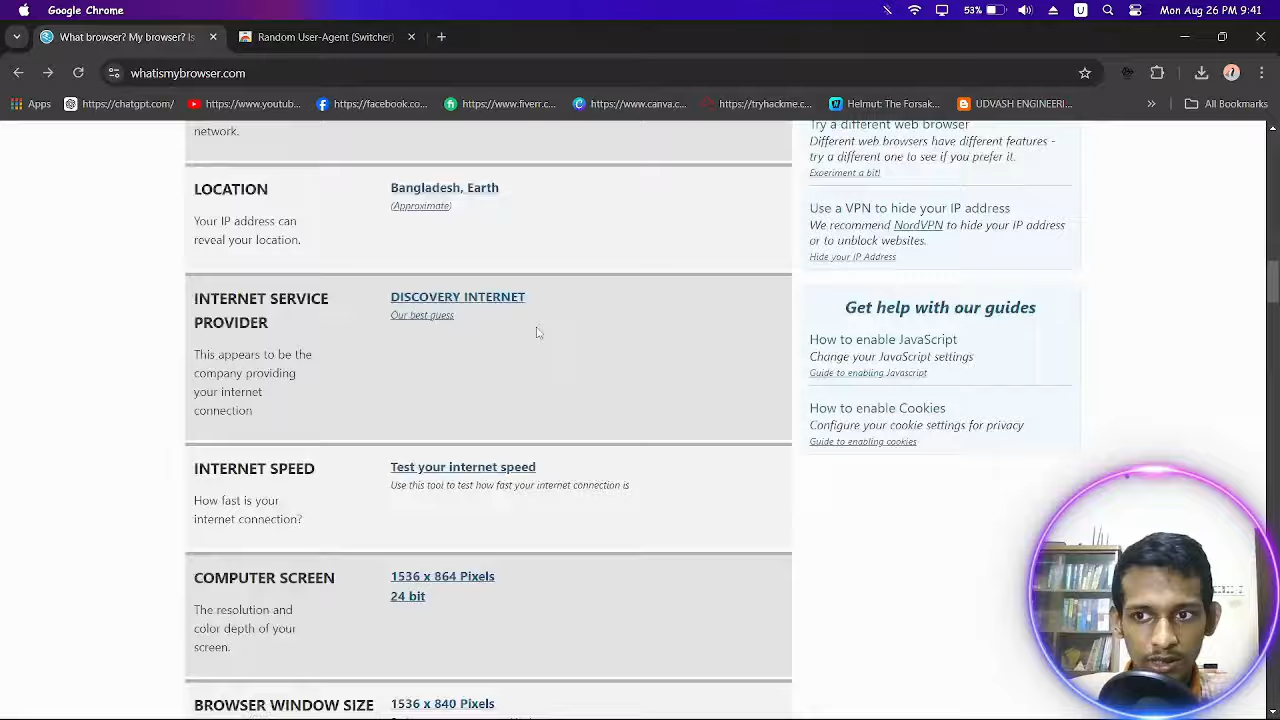 Google Chrome
53%
U
Mon Aug 26 PM 9:41
What browser? My browser? Is
Random User-Agent (Switcher)
whatismybrowser.com
Apps
https://chatgpt.com/
https://www.youtub...
https://facebook.co...
https://www.fiverr.c...
https://www.canva.c...
https://tryhackme.c...
Helmut: The Forsak...
UDVASH ENGINEERI...
All Bookmarks
network.
LOCATION
Your IP address can
reveal your location.
Bangladesh, Earth
(Approximate)
INTERNET SERVICE
PROVIDER
This appears to be the
company providing
your internet
connection
DISCOVERY INTERNET
Our best guess
INTERNET SPEED
How fast is your
internet connection?
Test your internet speed
Use this tool to test how fast your internet connection is
COMPUTER SCREEN
The resolution and
color depth of your
screen.
1536 x 864 Pixels
24 bit
BROWSER WINDOW SIZE
1536 x 840 Pixels
Try a different web browser
Different web browsers have different features -
try a different one to see if you prefer it.
Experiment a bit!
Use a VPN to hide your IP address
We recommend NordVPN to hide your IP address
or to unblock websites.
Hide your IP Address
Get help with our guides
How to enable JavaScript
Change your JavaScript settings
Guide to enabling Javascript
How to enable Cookies
Configure your cookie settings for privacy
Guide to enabling cookies